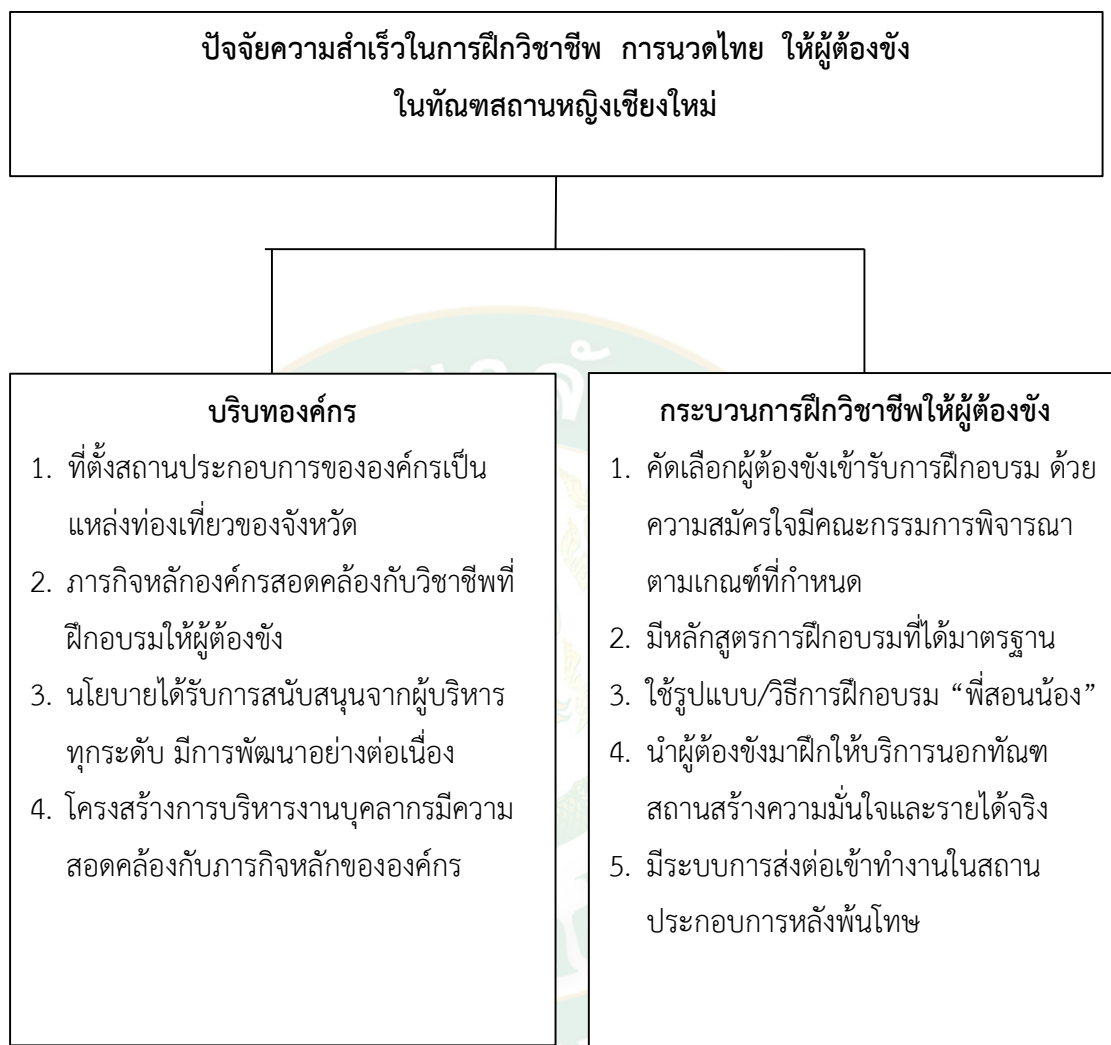 ปัจจัยความสำเร็จในการฝึกวิชาชีพ การนวดไทย ให้ผู้ต้องขัง
ในทัณฑสถานหญิงเชียงใหม่
บริบทองค์กร
1. ที่ตั้งสถานประกอบการขององค์กรเป็น
แหล่งท่องเที่ยวของจังหวัด
2. ภารกิจหลักองค์กรสอดคล้องกับวิชาชีพที่
ฝึกอบรมให้ผู้ต้องขัง
3. นโยบายได้รับการสนับสนุนจากผู้บริหาร
ทุกระดับ มีการพัฒนาอย่างต่อเนื่อง
4. โครงสร้างการบริหารงานบุคลากรมีความ
สอดคล้องกับภารกิจหลักขององค์กร
กระบวนการฝึกวิชาชีพให้ผู้ต้องขัง
1. คัดเลือกผู้ต้องขังเข้ารับการฝึกอบรม ด้วย
ความสมัครใจมีคณะกรรมการพิจารณา
ตามเกณฑ์ที่กำหนด
2. มีหลักสูตรการฝึกอบรมที่ได้มาตรฐาน
3. ใช้รูปแบบ/วิธีการฝึกอบรม “พี่สอนน้อง”
4. นำผู้ต้องขังมาฝึกให้บริการนอกทัณฑ
สถานสร้างความมั่นใจและรายได้จริง
5. มีระบบการส่งต่อเข้าทำงานในสถาน
ประกอบการหลังพ้นโทษ